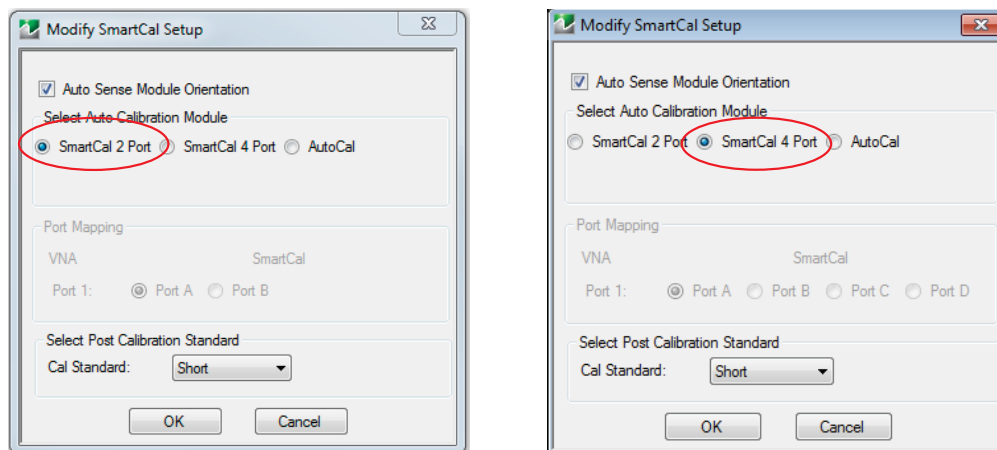 Modify SmartCal Setup
Auto Sense Module Orientation
Select Auto Calibration Module
SmartCal 2 Port SmartCal 4 Port AutoCal
Port Mapping
VNA SmartCal
Port 1: Port A Port B
Select Post Calibration Standard
Cal Standard: Short
OK Cancel
Modify SmartCal Setup
Auto Sense Module Orientation
Select Auto Calibration Module
SmartCal 2 Port SmartCal 4 Port AutoCal
Port Mapping
VNA SmartCal
Port 1: Port A Port B Port C Port D
Select Post Calibration Standard
Cal Standard: Short
OK Cancel